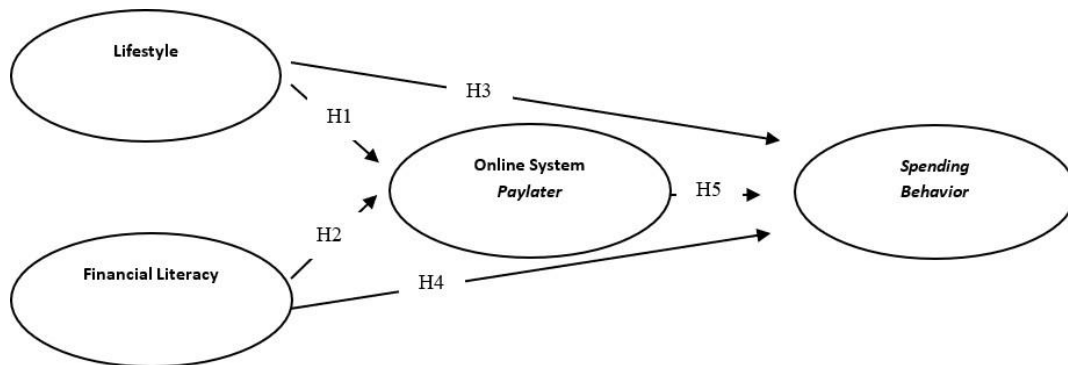 Lifestyle
H3
H1
Online System
Paylater
H5
Spending
Behavior
H2
Financial Literacy
H4